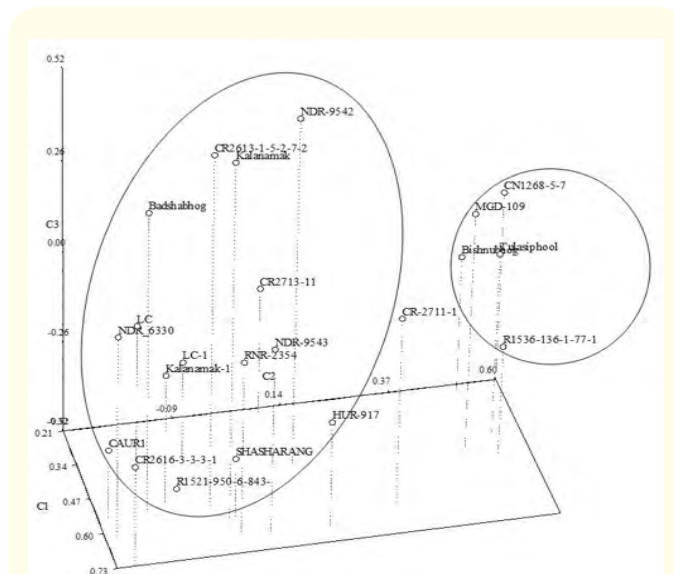 0.52
NDR-9542
0.26
CR2613-1-5-2-7-2
Kalanamak
CN1268-5-7
Badshabhog
MGD-109
C3
0.00
Bishnubhog
Tulasiphool
CR2713-11
LC
CR-2711-1
NDR_6330
-0.26
NDR-9543
R1536-136-1-77-1
LC-1
RNR-2354
Kalanamak-1
C2
0.60
0.37
0.14
-0.09
HUR-917
0.21
CAUR1
SHASHARANG
0.34
CR2616-3-3-3-1
R1521-950-6-843-
0.47
C1
0.60
0.73